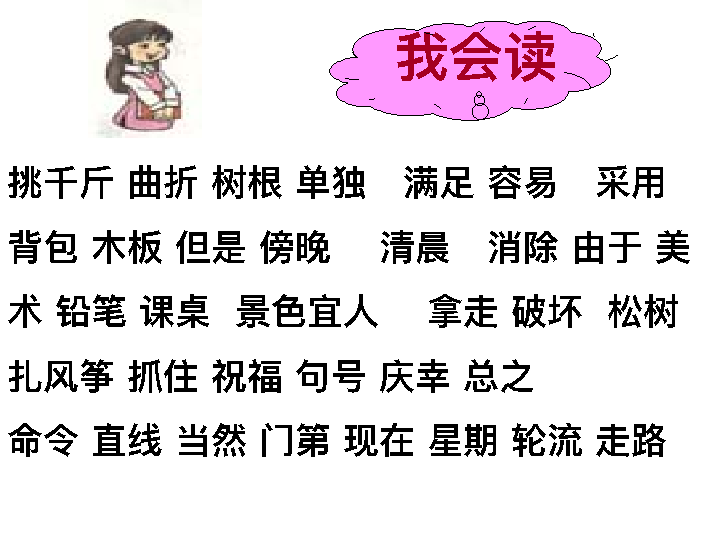 我会读
挑千斤 曲折 树根 单独 满足 容易 采用
背包 木板 但是 傍晚 清晨 消除 由于 美
术 铅笔 课桌 景色宜人 拿走 破坏 松树
扎风筝 抓住 祝福 句号 庆幸 总之
命令 直线 当然 门第 现在 星期 轮流 走路